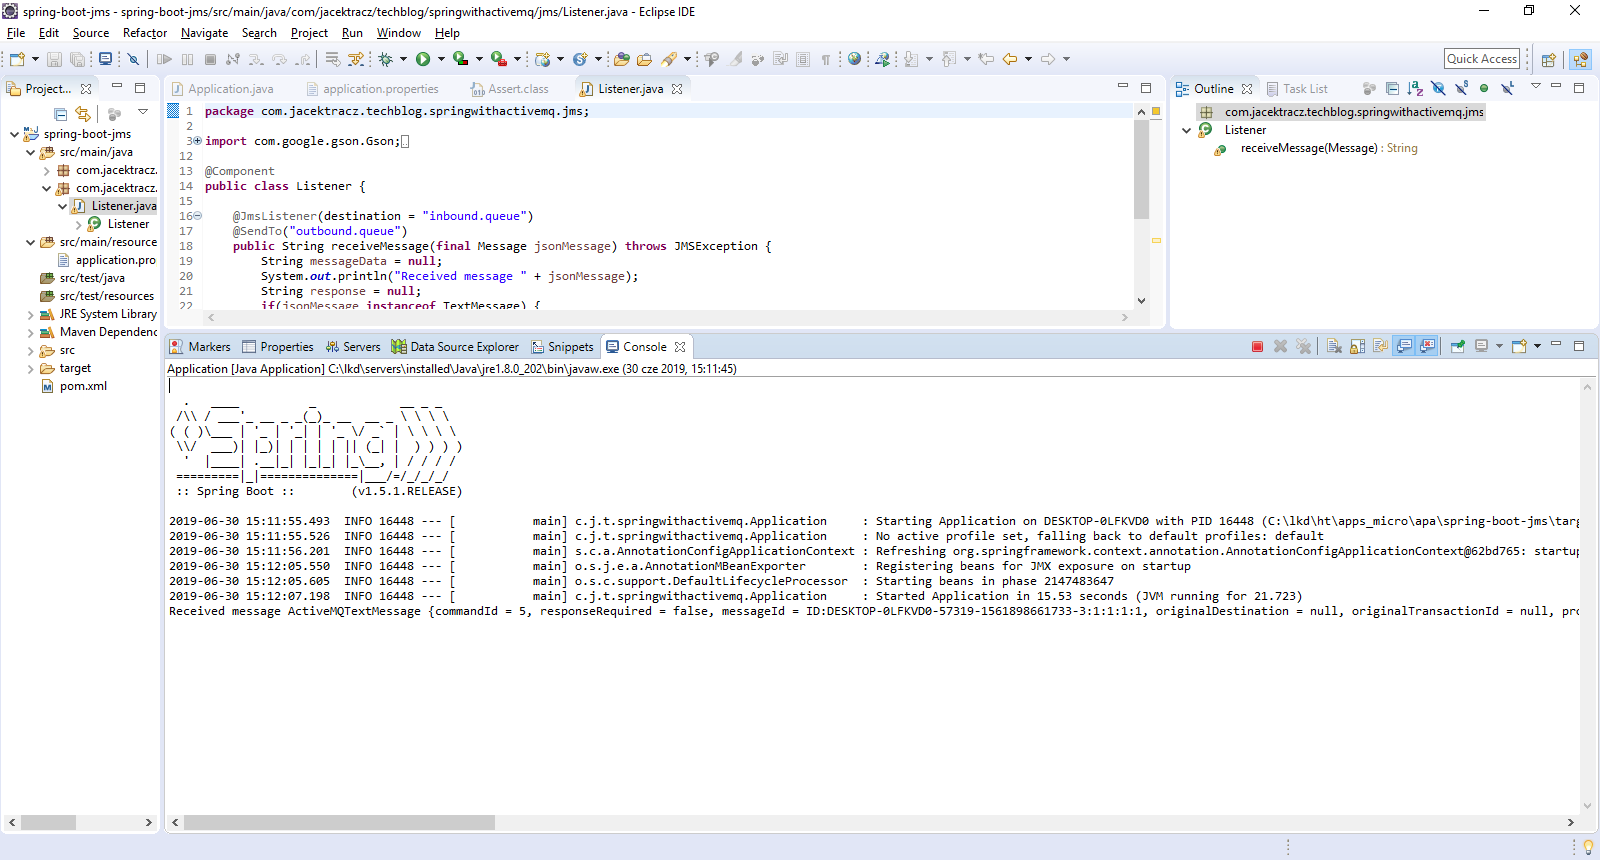 spring-boot-jms - spring-boot-jms/src/main/java/com/jacektracz/techblog/springwithactivemq/jms/Listener.java - Eclipse IDE
File Edit Source Refactor Navigate Search Project Run Window Help
Quick Access
Project...
spring-boot-jms
src/main/java
com.jacektracz.
com.jacektracz.
Listener.java
Listener
src/main/resource
application.pro
src/test/java
src/test/resources
JRE System Library
Maven Dependenc
src
target
pom.xml
Application.java application.properties Assert.class Listener.java
1 package com.jacektracz.techblog.springwithactivemq.jms;
2
3 import com.google.gson.Gson;
12
13 @Component
14 public class Listener {
15
16 @JmsListener(destination = "inbound.queue")
17 @SendTo("outbound.queue")
18 public String receiveMessage(final Message jsonMessage) throws JMSException {
19 String messageData = null;
20 System.out.println("Received message " + jsonMessage);
21 String response = null;
22 if(jsonMessage instanceof TextMessage) {
Outline Task List
com.jacektracz.techblog.springwithactivemq.jms
Listener
receiveMessage(Message) : String
Markers Properties Servers Data Source Explorer Snippets Console
Application [Java Application] C:\lkd\servers\installed\Java\jre1.8.0_202\bin\javaw.exe (30 cze 2019, 15:11:45)
  .   ____          _            __ _ _
 /\\ / ___'_ __ _ _(_)_ __  __ _ \ \ \ \
( ( )\___ | '_ | '_| | '_ \/ _` | \ \ \ \
 \\/  ___)| |_)| | | | | || (_| |  ) ) ) )
  '  |____| .__|_| |_|_| |_\__, | / / / /
 =========|_|==============|___/=/_/_/_/
 :: Spring Boot ::        (v1.5.1.RELEASE)
2019-06-30 15:11:55.493  INFO 16448 --- [           main] c.j.t.springwithactivemq.Application     : Starting Application on DESKTOP-0LFKVD0 with PID 16448 (C:\lkd\ht\apps_micro\apa\spring-boot-jms\targ
2019-06-30 15:11:55.526  INFO 16448 --- [           main] c.j.t.springwithactivemq.Application     : No active profile set, falling back to default profiles: default
2019-06-30 15:11:56.201  INFO 16448 --- [           main] s.c.a.AnnotationConfigApplicationContext : Refreshing org.springframework.context.annotation.AnnotationConfigApplicationContext@62bd765: startup
2019-06-30 15:12:05.550  INFO 16448 --- [           main] o.s.j.e.a.AnnotationMBeanExporter        : Registering beans for JMX exposure on startup
2019-06-30 15:12:05.605  INFO 16448 --- [           main] o.s.c.support.DefaultLifecycleProcessor  : Starting beans in phase 2147483647
2019-06-30 15:12:07.198  INFO 16448 --- [           main] c.j.t.springwithactivemq.Application     : Started Application in 15.53 seconds (JVM running for 21.723)
Received message ActiveMQTextMessage {commandId = 5, responseRequired = false, messageId = ID:DESKTOP-0LFKVD0-57319-1561898661733-3:1:1:1:1, originalDestination = null, originalTransactionId = null, pro